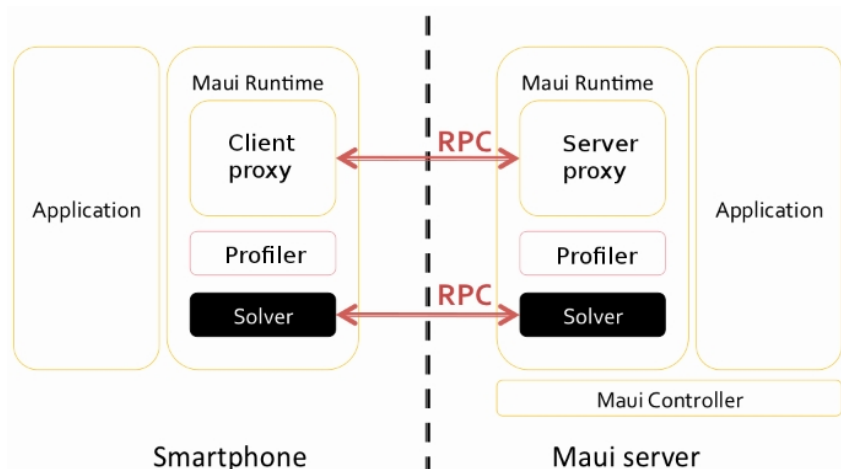 Maui Runtime
Client
proxy
Application
Profiler
Solver
RPC
RPC
Maui Runtime
Server
proxy
Profiler
Solver
Application
Maui Controller
Smartphone
Maui server